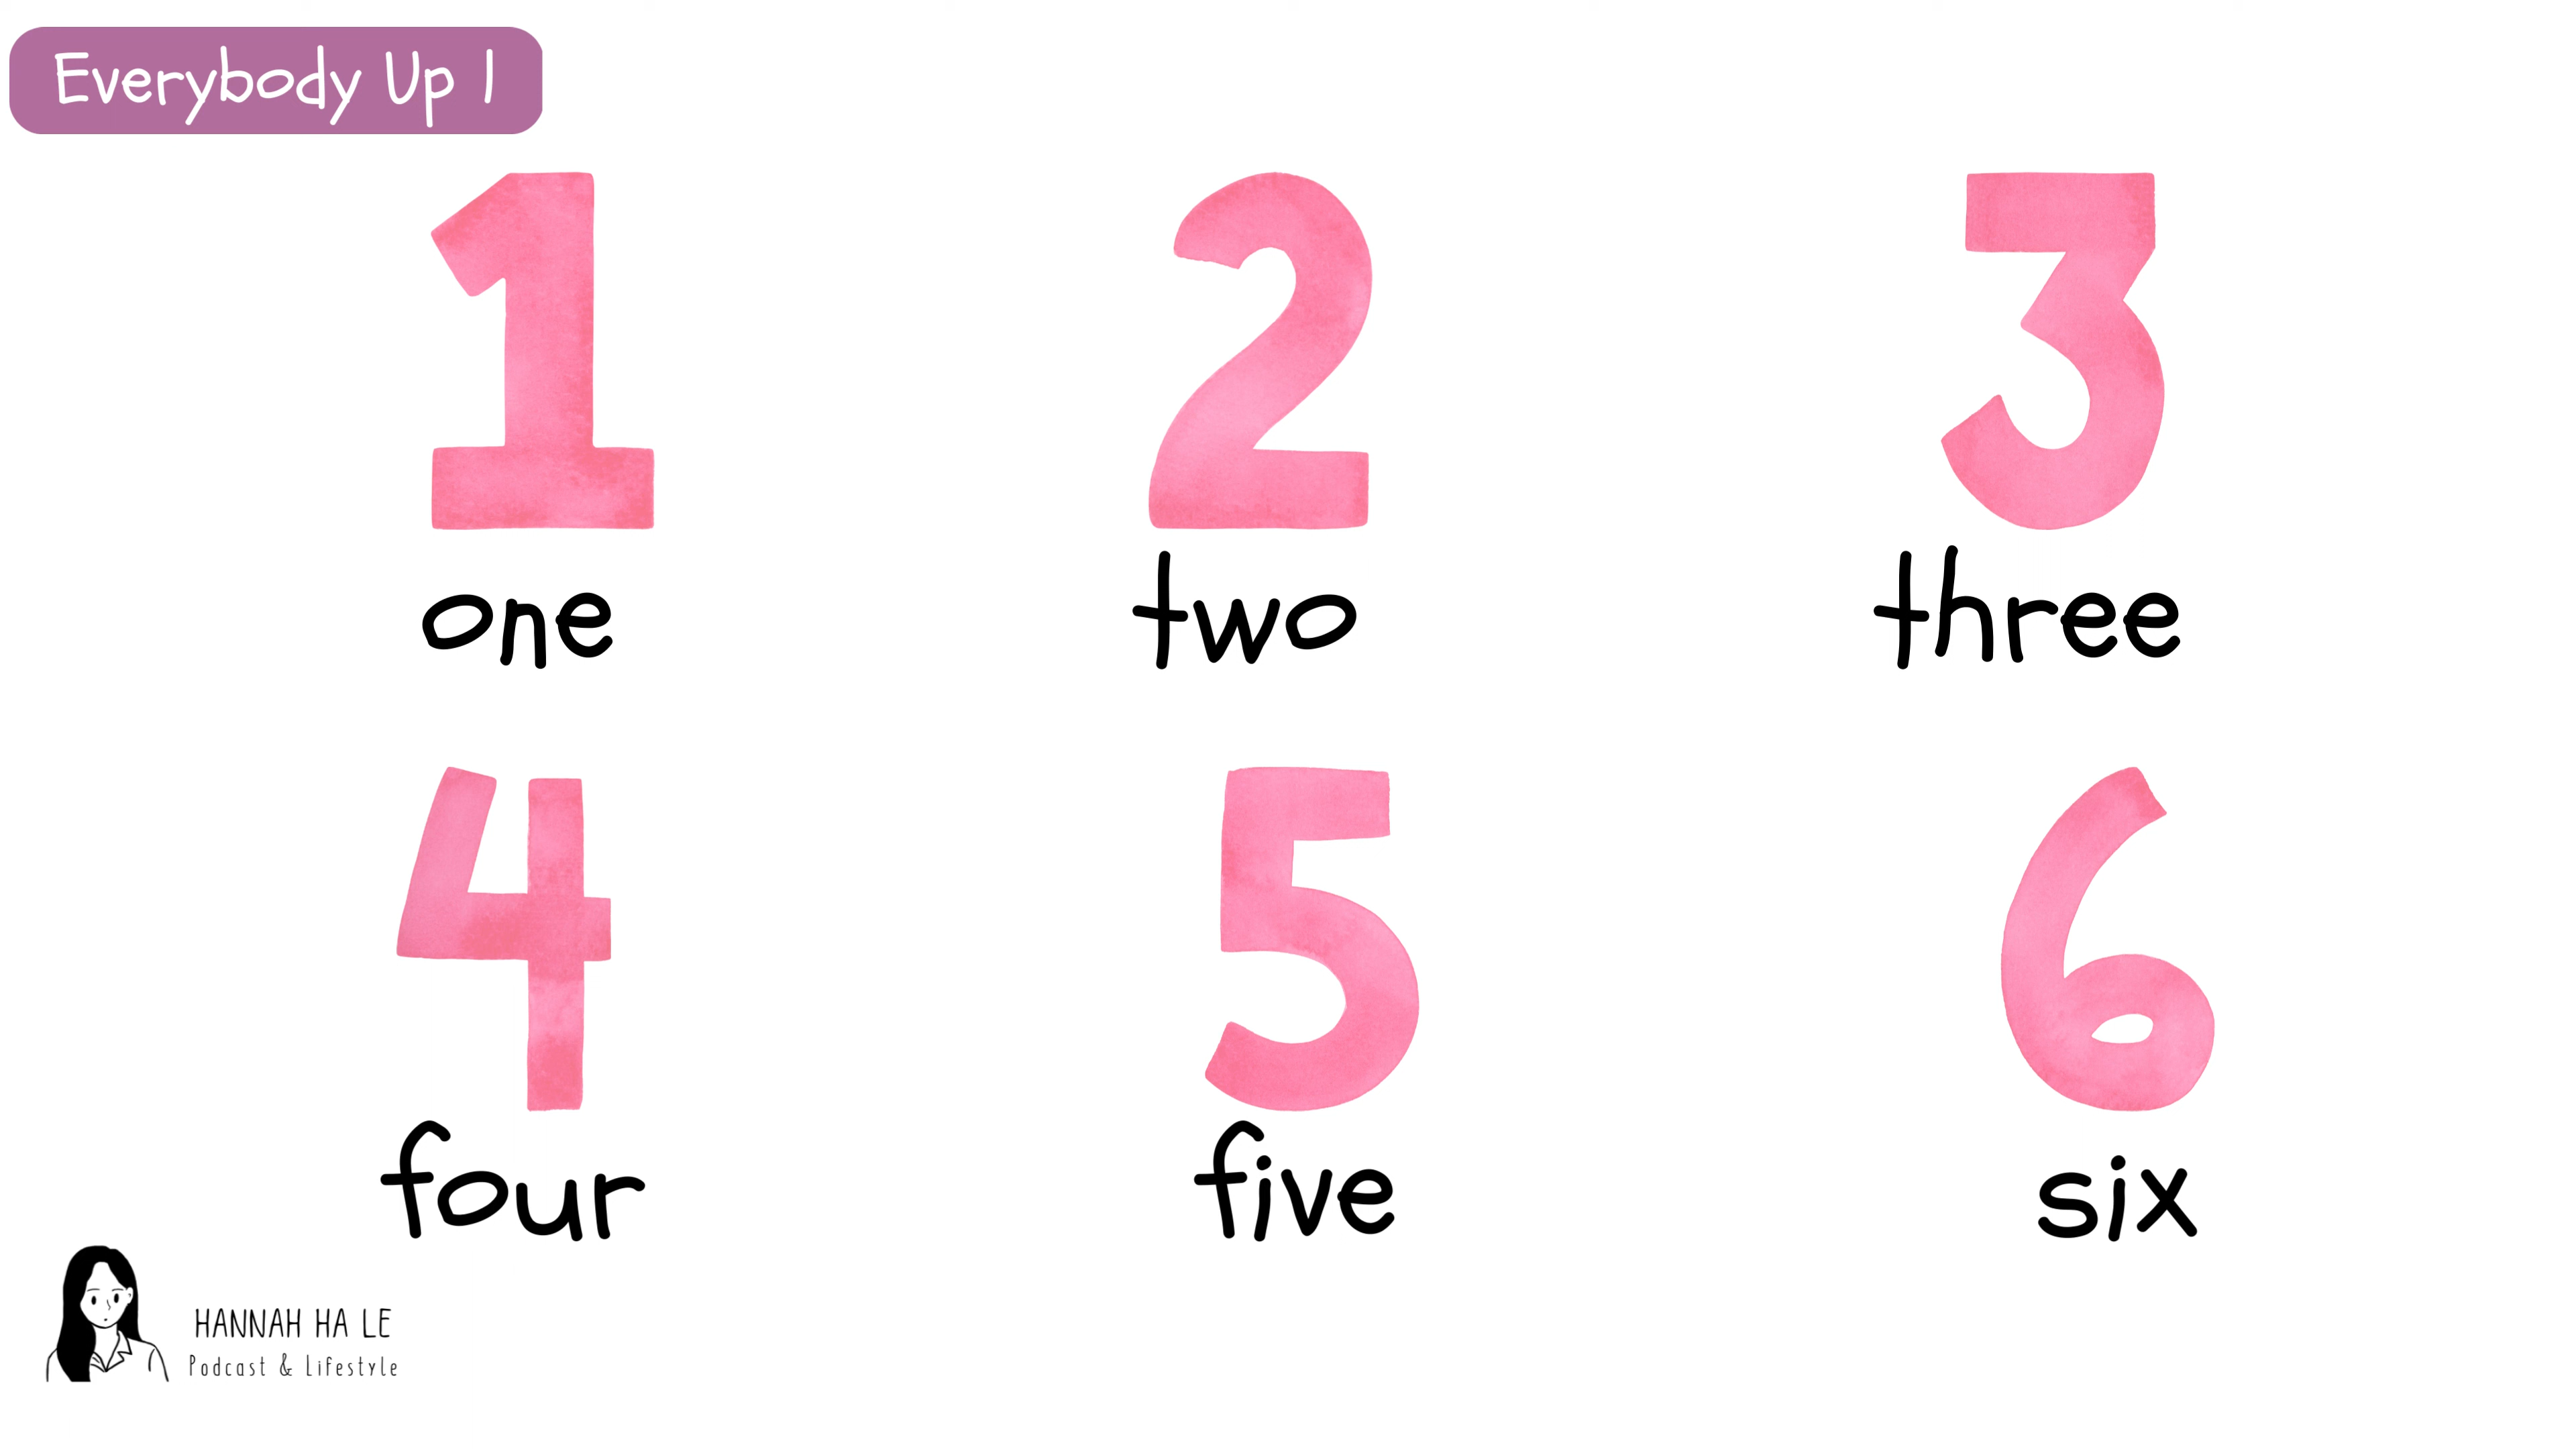 Everybody Up 1
1
2
3
one
two
three
4
5
6
four
five
six
HANNAH HA LE
Podcast & Lifestyle